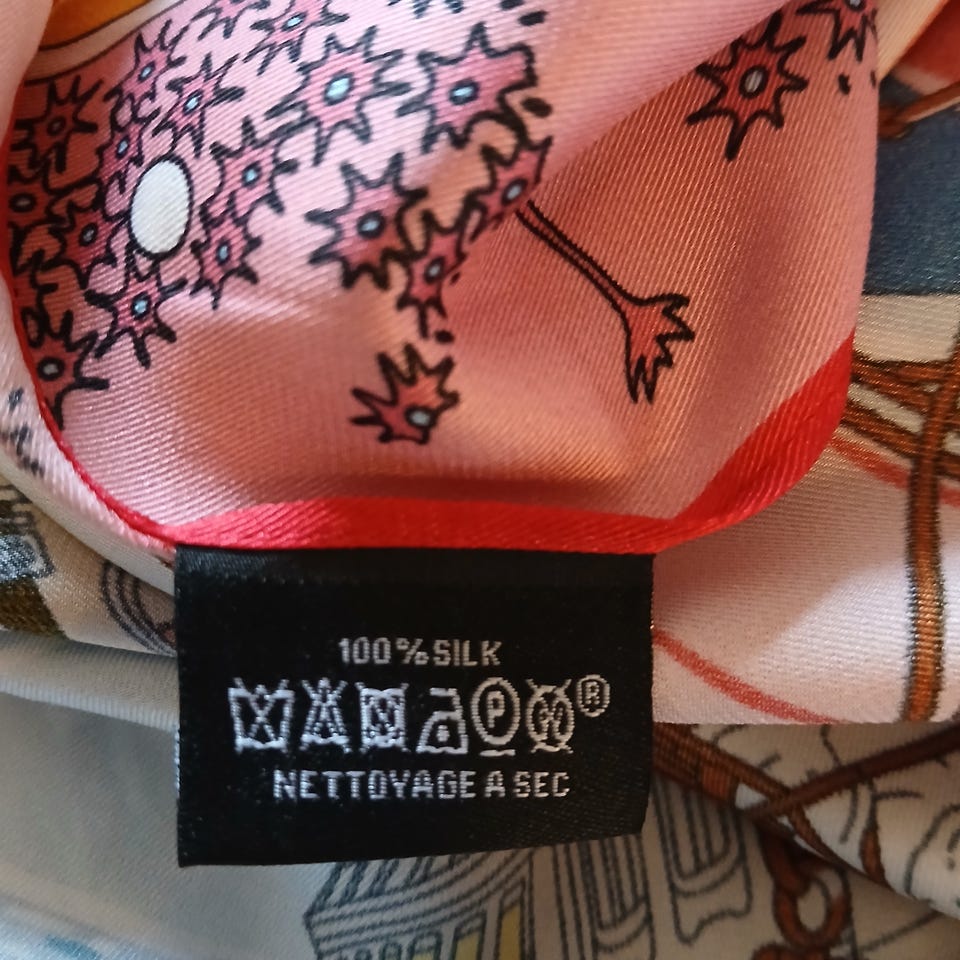 100%SILK
P W ®
NETTOYAGE A SEC